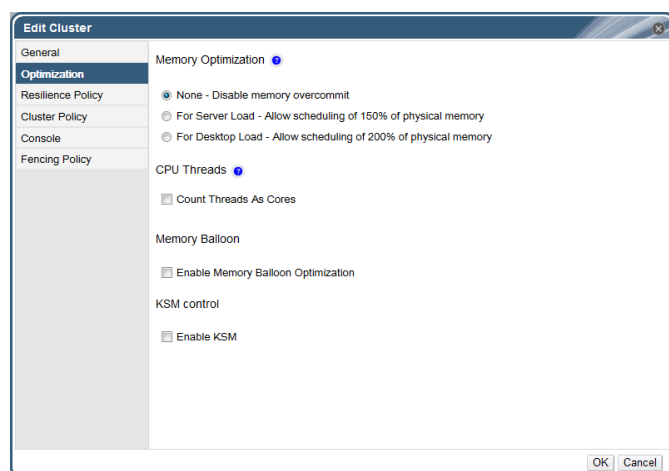 Edit Cluster
General
Optimization
Resilience Policy
Cluster Policy
Console
Fencing Policy
Memory Optimization ?
None - Disable memory overcommit
For Server Load - Allow scheduling of 150% of physical memory
For Desktop Load - Allow scheduling of 200% of physical memory
CPU Threads ?
Count Threads As Cores
Memory Balloon
Enable Memory Balloon Optimization
KSM control
Enable KSM
OK Cancel